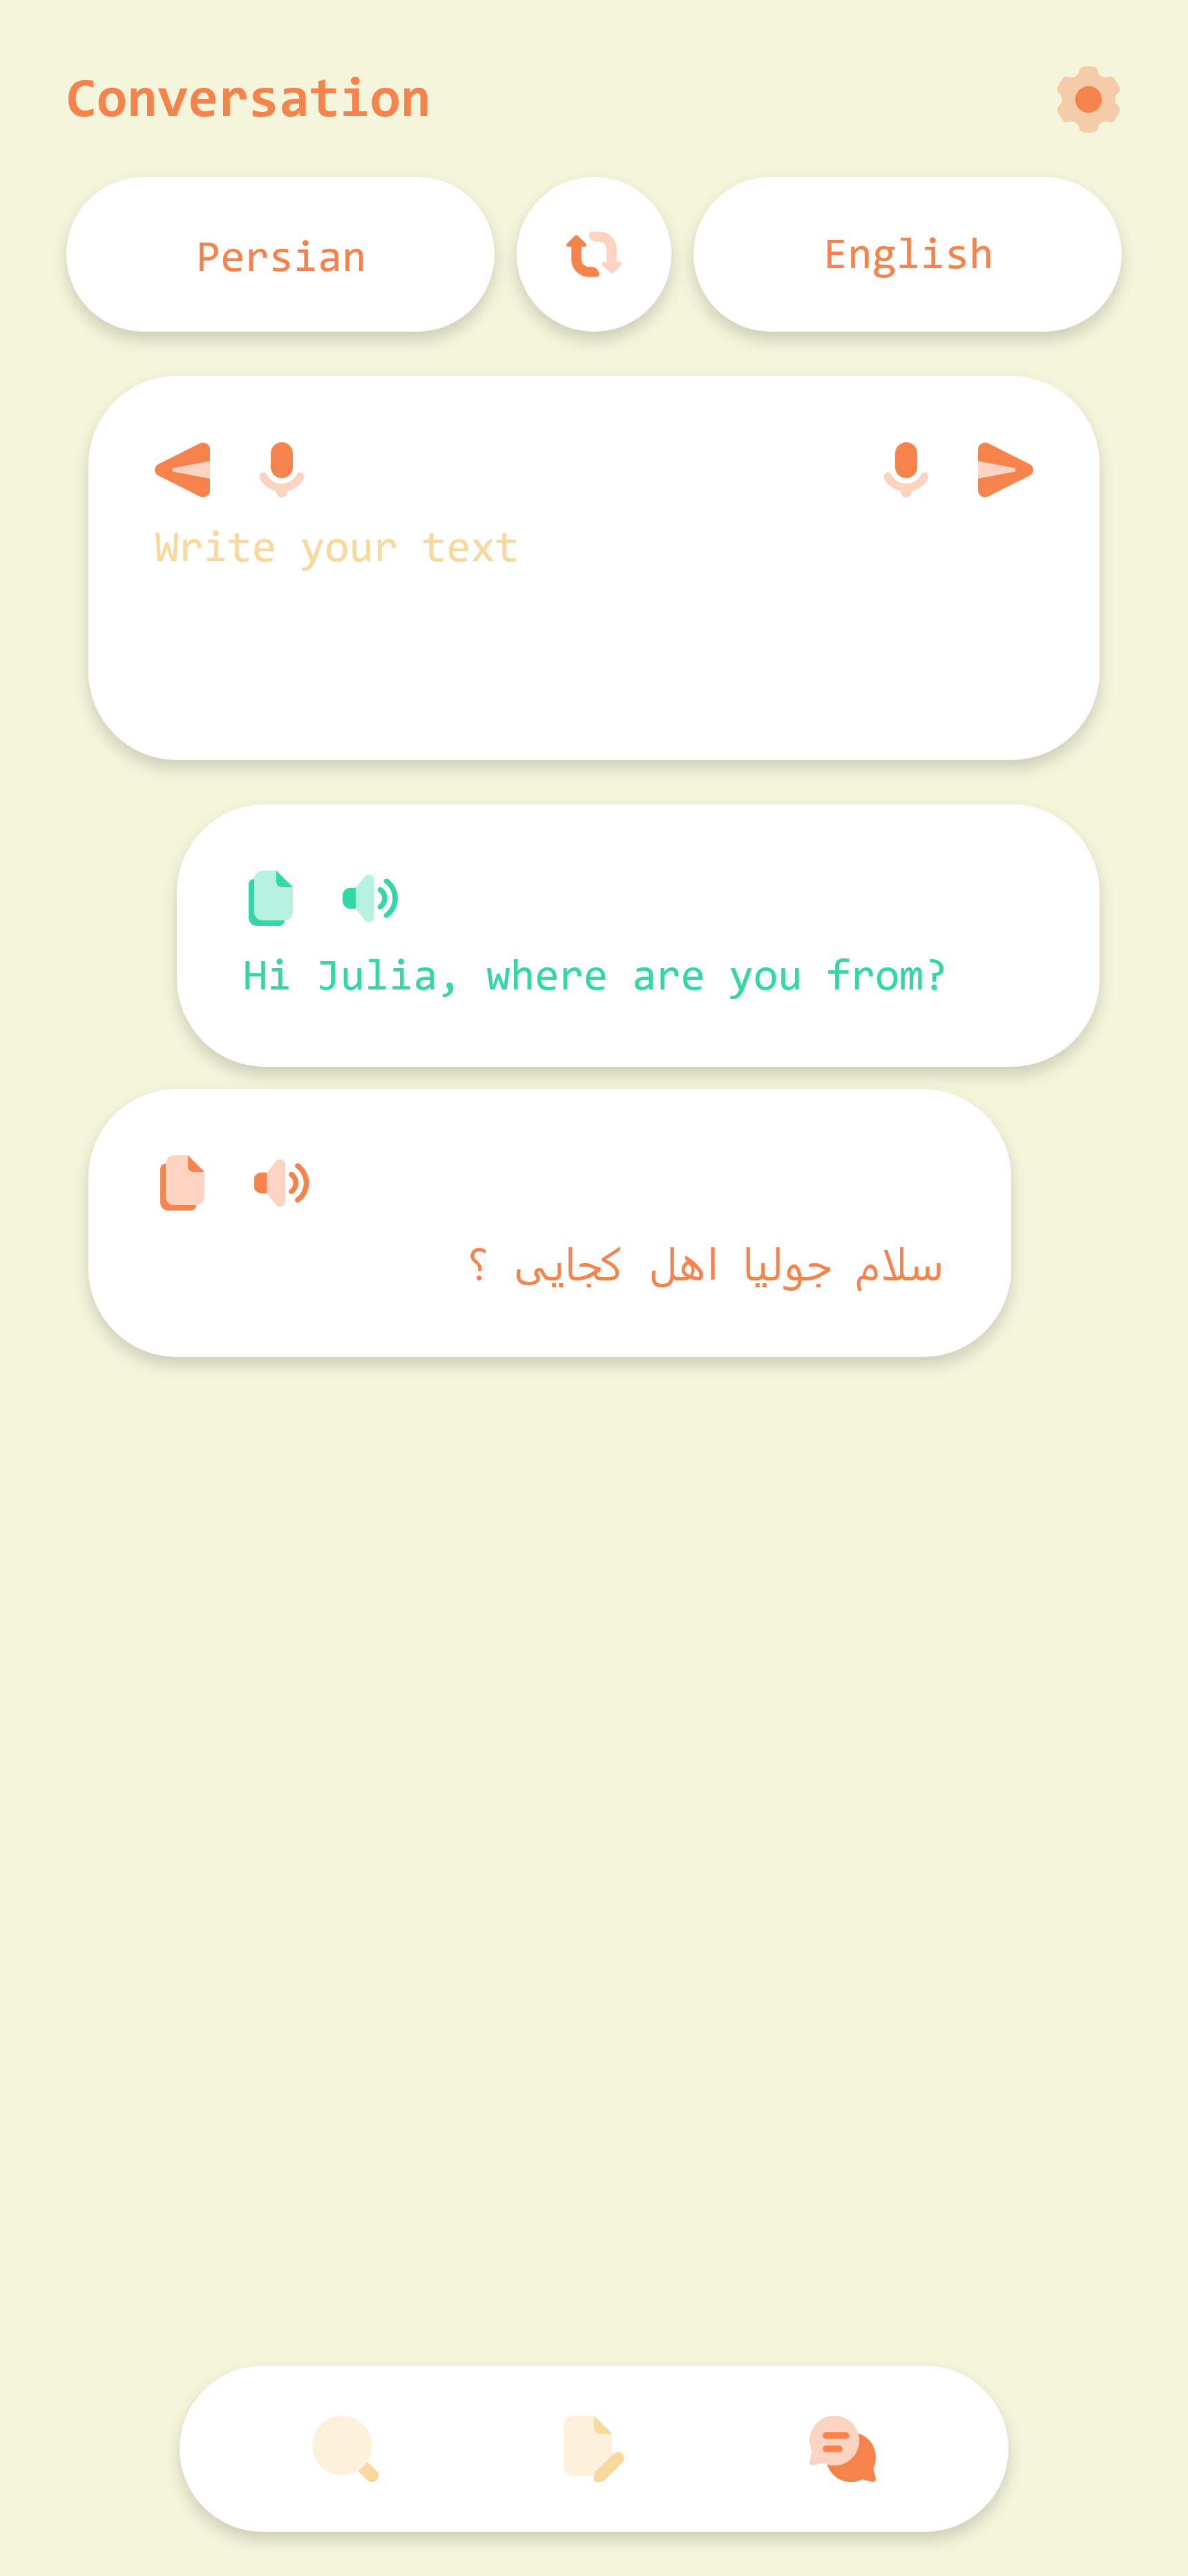 Conversation
Persian
English
Write your text
Hi Julia, where are you from?
سلام جولیا اهل کجایی ؟